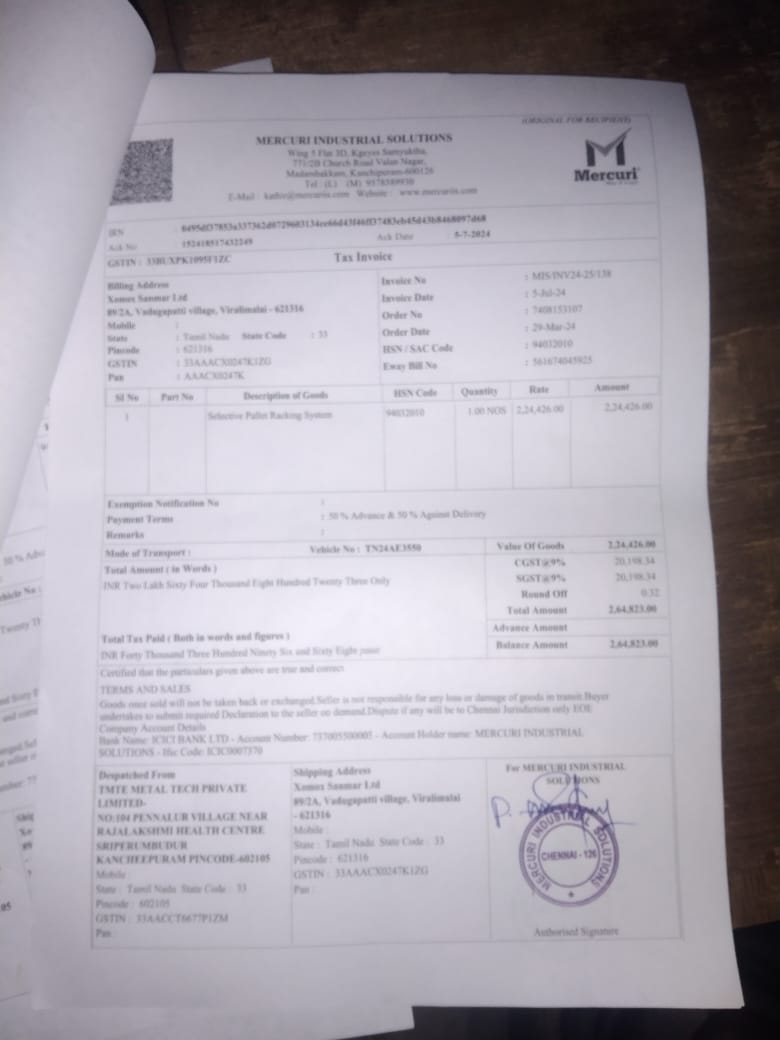 (ORIGINAL FOR RECIPIENT)
MERCURI INDUSTRIAL SOLUTIONS
Wing 5 Flat 3D, Kgeyes Samyuktha,
771/2B Church Road Valan Nagar,
Madambakkam, Kanchipuram-600126
Tel : (L) (M) 9578589930
E-Mail : kathir@mercuriis.com Website : www.mercuriis.com
Mercuri
IRN :
Ack No : 152418517432249 Ack Date : 5-7-2024
GSTIN : 33BUXPK1095F1ZC Tax Invoice
Billing Address
Xomox Sanmar Ltd
89/2A, Vadugapatti village, Viralimalai - 621316
Mobile :
State : Tamil Nadu State Code : 33
Pincode : 621316
GSTIN : 33AAACX0247K1ZG
Pan : AAACX0247K
Invoice No : MIS/INV24-25/138
Invoice Date : 5-Jul-24
Order No : 7408153107
Order Date : 29-Mar-24
HSN / SAC Code : 94032010
Eway Bill No : 561674045925
Sl No Part No Description of Goods HSN Code Quantity Rate Amount
1 Selective Pallet Racking System 94032010 1.00 NOS 2,24,426.00 2,24,426.00
Exemption Notification No :
Payment Terms : 50 % Advance & 50 % Against Delivery
Remarks :
Mode of Transport : Vehicle No : TN24AE3550
Total Amount ( in Words )
INR Two Lakh Sixty Four Thousand Eight Hundred Twenty Three Only
Value Of Goods 2,24,426.00
CGST@9% 20,198.34
SGST@9% 20,198.34
Round Off 0.32
Total Amount 2,64,823.00
Advance Amount
Balance Amount 2,64,823.00
Total Tax Paid ( Both in words and figures )
INR Forty Thousand Three Hundred Ninety Six and Sixty Eight paise
Certified that the particulars given above are true and correct
TERMS AND SALES
Goods once sold will not be taken back or exchanged.Seller is not responsible for any loss or damage of goods in transit.Buyer
undertakes to submit required Declaration to the seller on demand.Dispute if any will be to Chennai Jurisdiction only EOE
Company Account Details
Bank Name: ICICI BANK LTD - Account Number: 737005500005 - Account Holder name: MERCURI INDUSTRIAL
SOLUTIONS - Ifsc Code: ICIC0007370
Despatched From
TMTE METAL TECH PRIVATE
LIMITED-
NO:104 PENNALUR VILLAGE NEAR
RAJALAKSHMI HEALTH CENTRE
SRIPERUMBUDUR
KANCHEEPURAM PINCODE-602105
Mobile :
State : Tamil Nadu State Code : 33
Pincode : 602105
GSTIN : 33AACCT6677P1ZM
Pan :
Shipping Address
Xomox Sanmar Ltd
89/2A, Vadugapatti village, Viralimalai
- 621316
Mobile :
State : Tamil Nadu State Code : 33
Pincode : 621316
GSTIN : 33AAACX0247K1ZG
Pan :
For MERCURI INDUSTRIAL
SOLUTIONS
MERCURI INDUSTRIAL SOLUTIONS
CHENNAI - 126
Authorised Signature